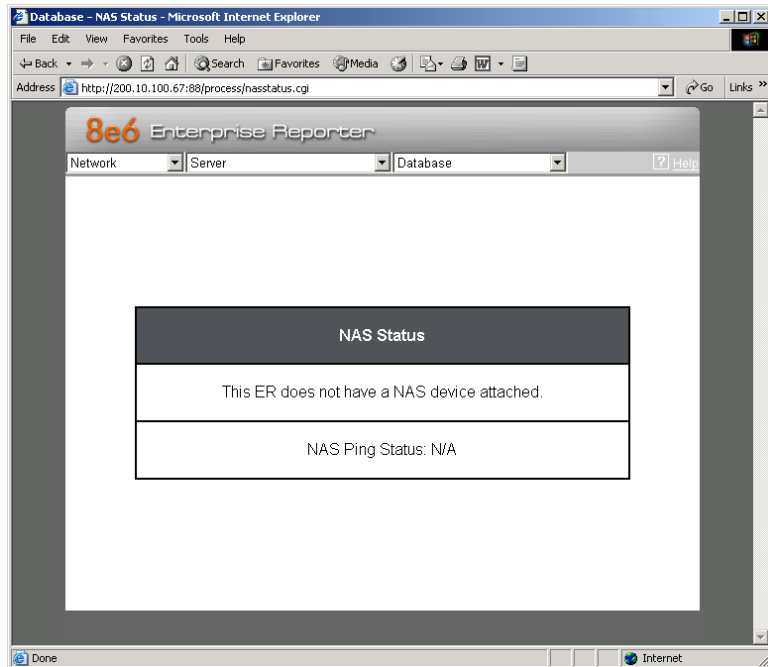 Database - NAS Status - Microsoft Internet Explorer
File Edit View Favorites Tools Help
Back Search Favorites Media
Address http://200.10.100.67:88/process/nasstatus.cgi Go Links »
8e6 Enterprise Reporter
Network Server Database ? Help
NAS Status
This ER does not have a NAS device attached.
NAS Ping Status: N/A
Done Internet